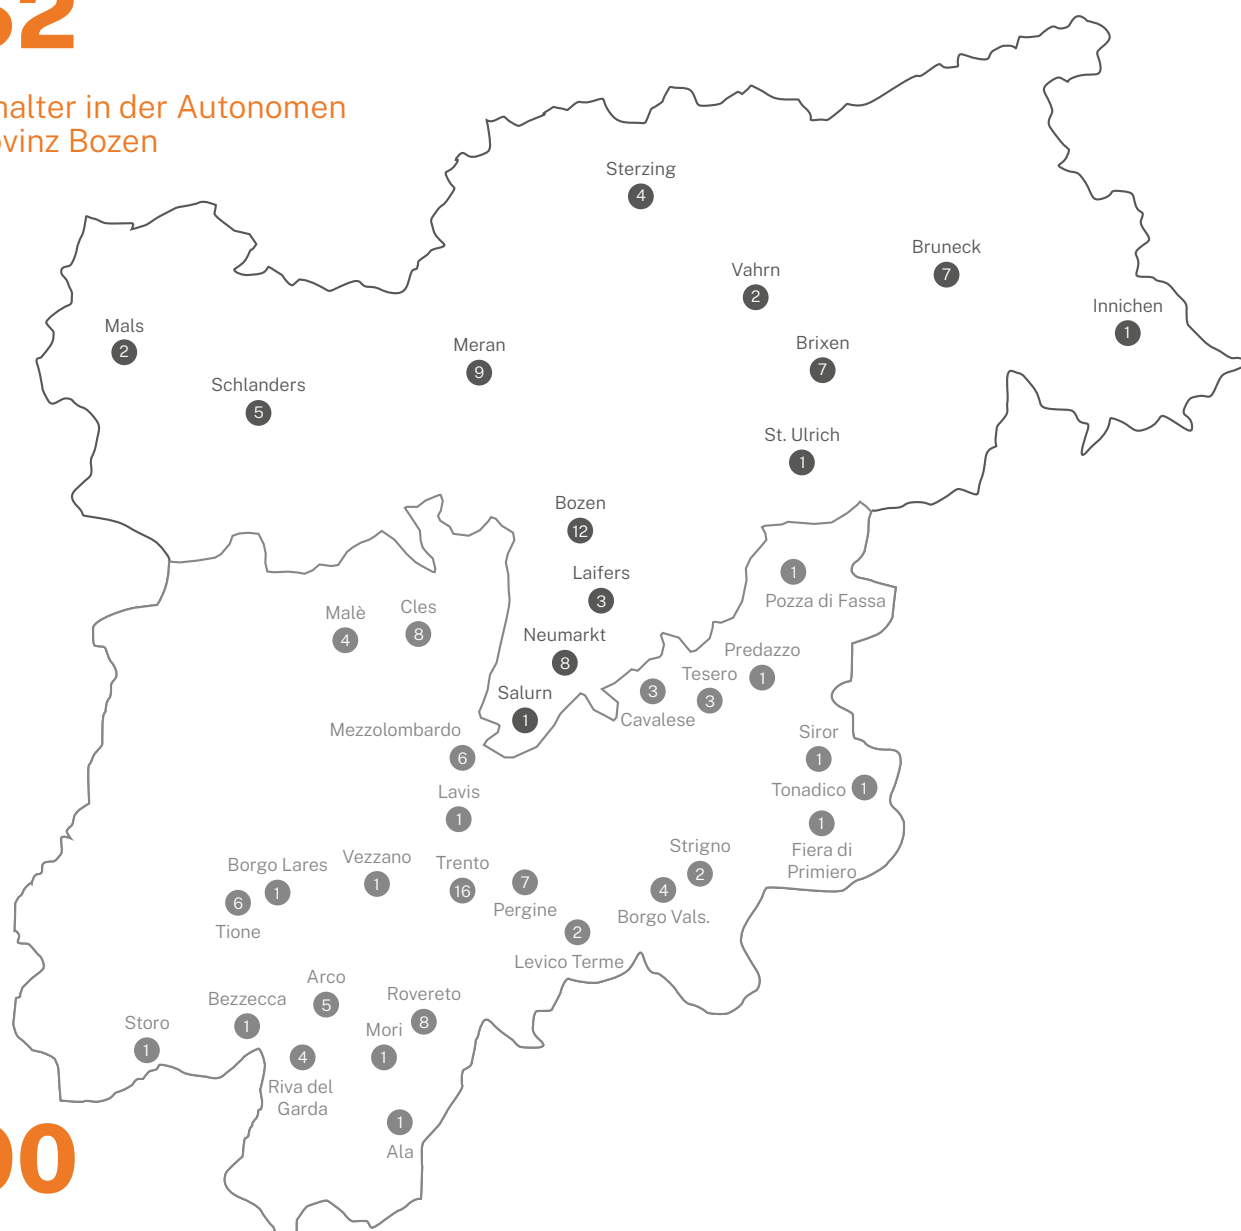 halter in der Autonomen
vinz Bozen
Sterzing
4
Bruneck
7
Vahrn
2
Innichen
1
Mals
2
Meran
9
Brixen
7
Schlanders
5
St. Ulrich
1
Bozen
12
Laifers
3
1
Pozza di Fassa
Malè
4
Cles
8
Neumarkt
8
Predazzo
1
Tesero
3
3
Cavalese
Salurn
1
Mezzolombardo
6
Siror
1
Tonadico 1
Lavis
1
1
Fiera di
Primiero
Strigno
2
Borgo Lares
1
Vezzano
1
Trento
16
7
Pergine
4
Borgo Vals.
6
Tione
2
Levico Terme
Arco
5
Bezzecca
1
Rovereto
8
Storo
1
Mori
1
4
Riva del
Garda
1
Ala
00